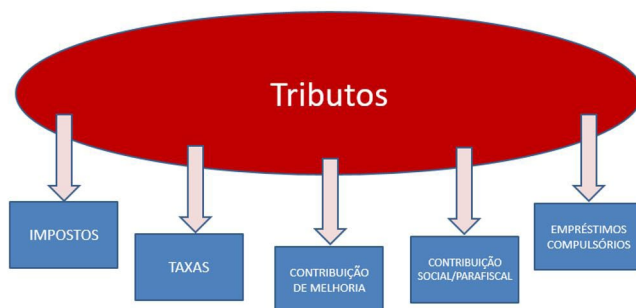 Tributos
IMPOSTOS
TAXAS
CONTRIBUIÇÃO
DE MELHORIA
CONTRIBUIÇÃO
SOCIAL/PARAFISCAL
EMPRÉSTIMOS
COMPULSÓRIOS